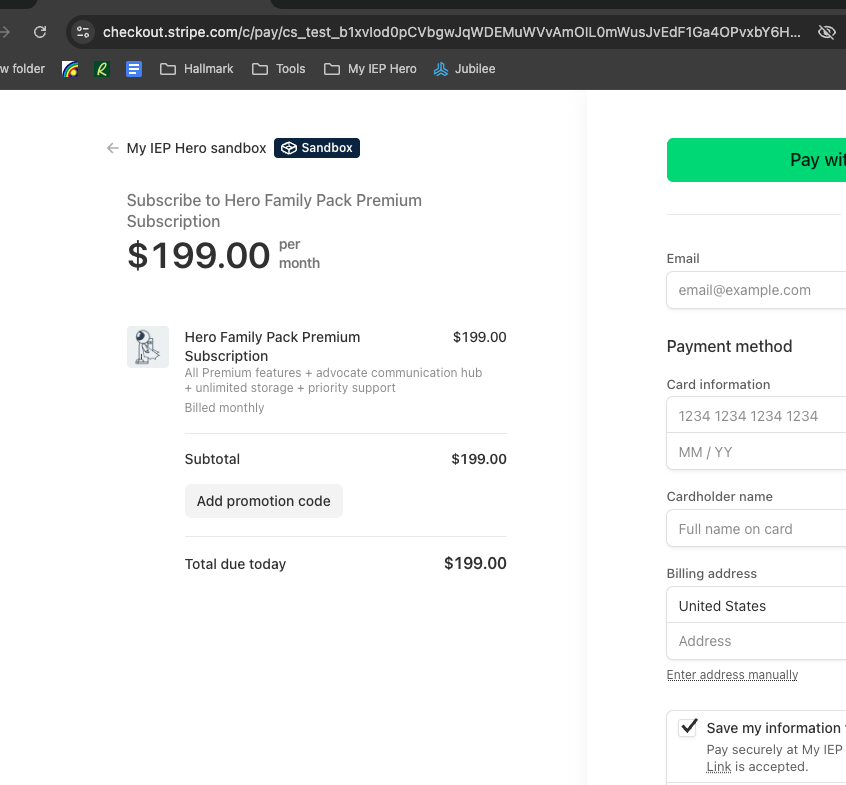 checkout.stripe.com/c/pay/cs_test_b1xvIod0pCVbgwJqWDEMuWVvAmOIL0mWusJvEdF1Ga4OPvxbY6H...
w folder
Hallmark
Tools
My IEP Hero
Jubilee
My IEP Hero sandbox
Sandbox
Subscribe to Hero Family Pack Premium
Subscription
$199.00 per
month
Hero Family Pack Premium $199.00
Subscription
All Premium features + advocate communication hub
+ unlimited storage + priority support
Billed monthly
Subtotal $199.00
Add promotion code
Total due today $199.00
Pay wit
Email
email@example.com
Payment method
Card information
1234 1234 1234 1234
MM / YY
Cardholder name
Full name on card
Billing address
United States
Address
Enter address manually
Save my information
Pay securely at My IEP
Link is accepted.